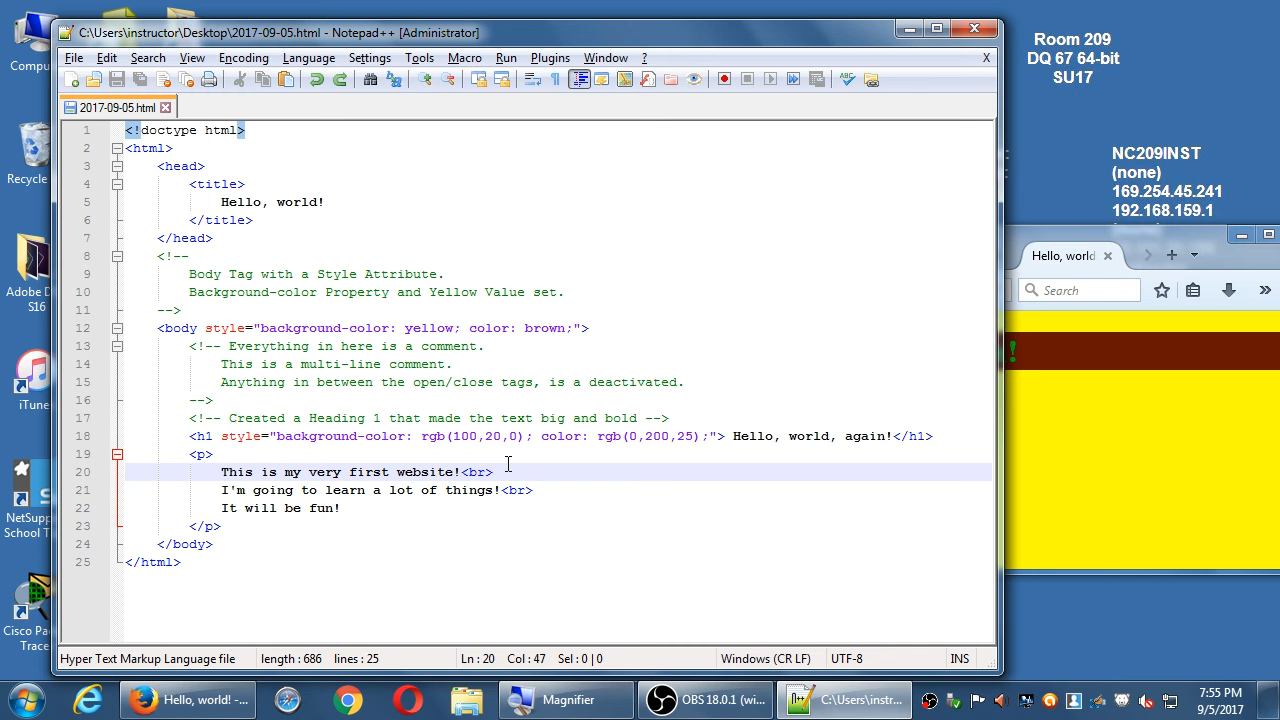 C:\Users\instructor\Desktop\2017-09-05.html - Notepad++ [Administrator]
File Edit Search View Encoding Language Settings Tools Macro Run Plugins Window ? X
2017-09-05.html
1 <!doctype html>
2 <html>
3 <head>
4 <title>
5 Hello, world!
6 </title>
7 </head>
8 <!--
9 Body Tag with a Style Attribute.
10 Background-color Property and Yellow Value set.
11 -->
12 <body style="background-color: yellow; color: brown;">
13 <!-- Everything in here is a comment.
14 This is a multi-line comment.
15 Anything in between the open/close tags, is a deactivated.
16 -->
17 <!-- Created a Heading 1 that made the text big and bold -->
18 <h1 style="background-color: rgb(100,20,0); color: rgb(0,200,25);"> Hello, world, again!</h1>
19 <p>
20 This is my very first website!<br>
21 I'm going to learn a lot of things!<br>
22 It will be fun!
23 </p>
24 </body>
25 </html>
Hyper Text Markup Language file length : 686 lines : 25 Ln : 20 Col : 47 Sel : 0 | 0 Windows (CR LF) UTF-8 INS
Compu
Recycle
Adobe D
S16
iTune
NetSuppo
School T
Cisco Pac
Trace
Room 209
DQ 67 64-bit
SU17
NC209INST
(none)
169.254.45.241
192.168.159.1
Hello, world
Search
!
Hello, world! -...
Magnifier
OBS 18.0.1 (wi...
C:\Users\instr...
7:55 PM
9/5/2017